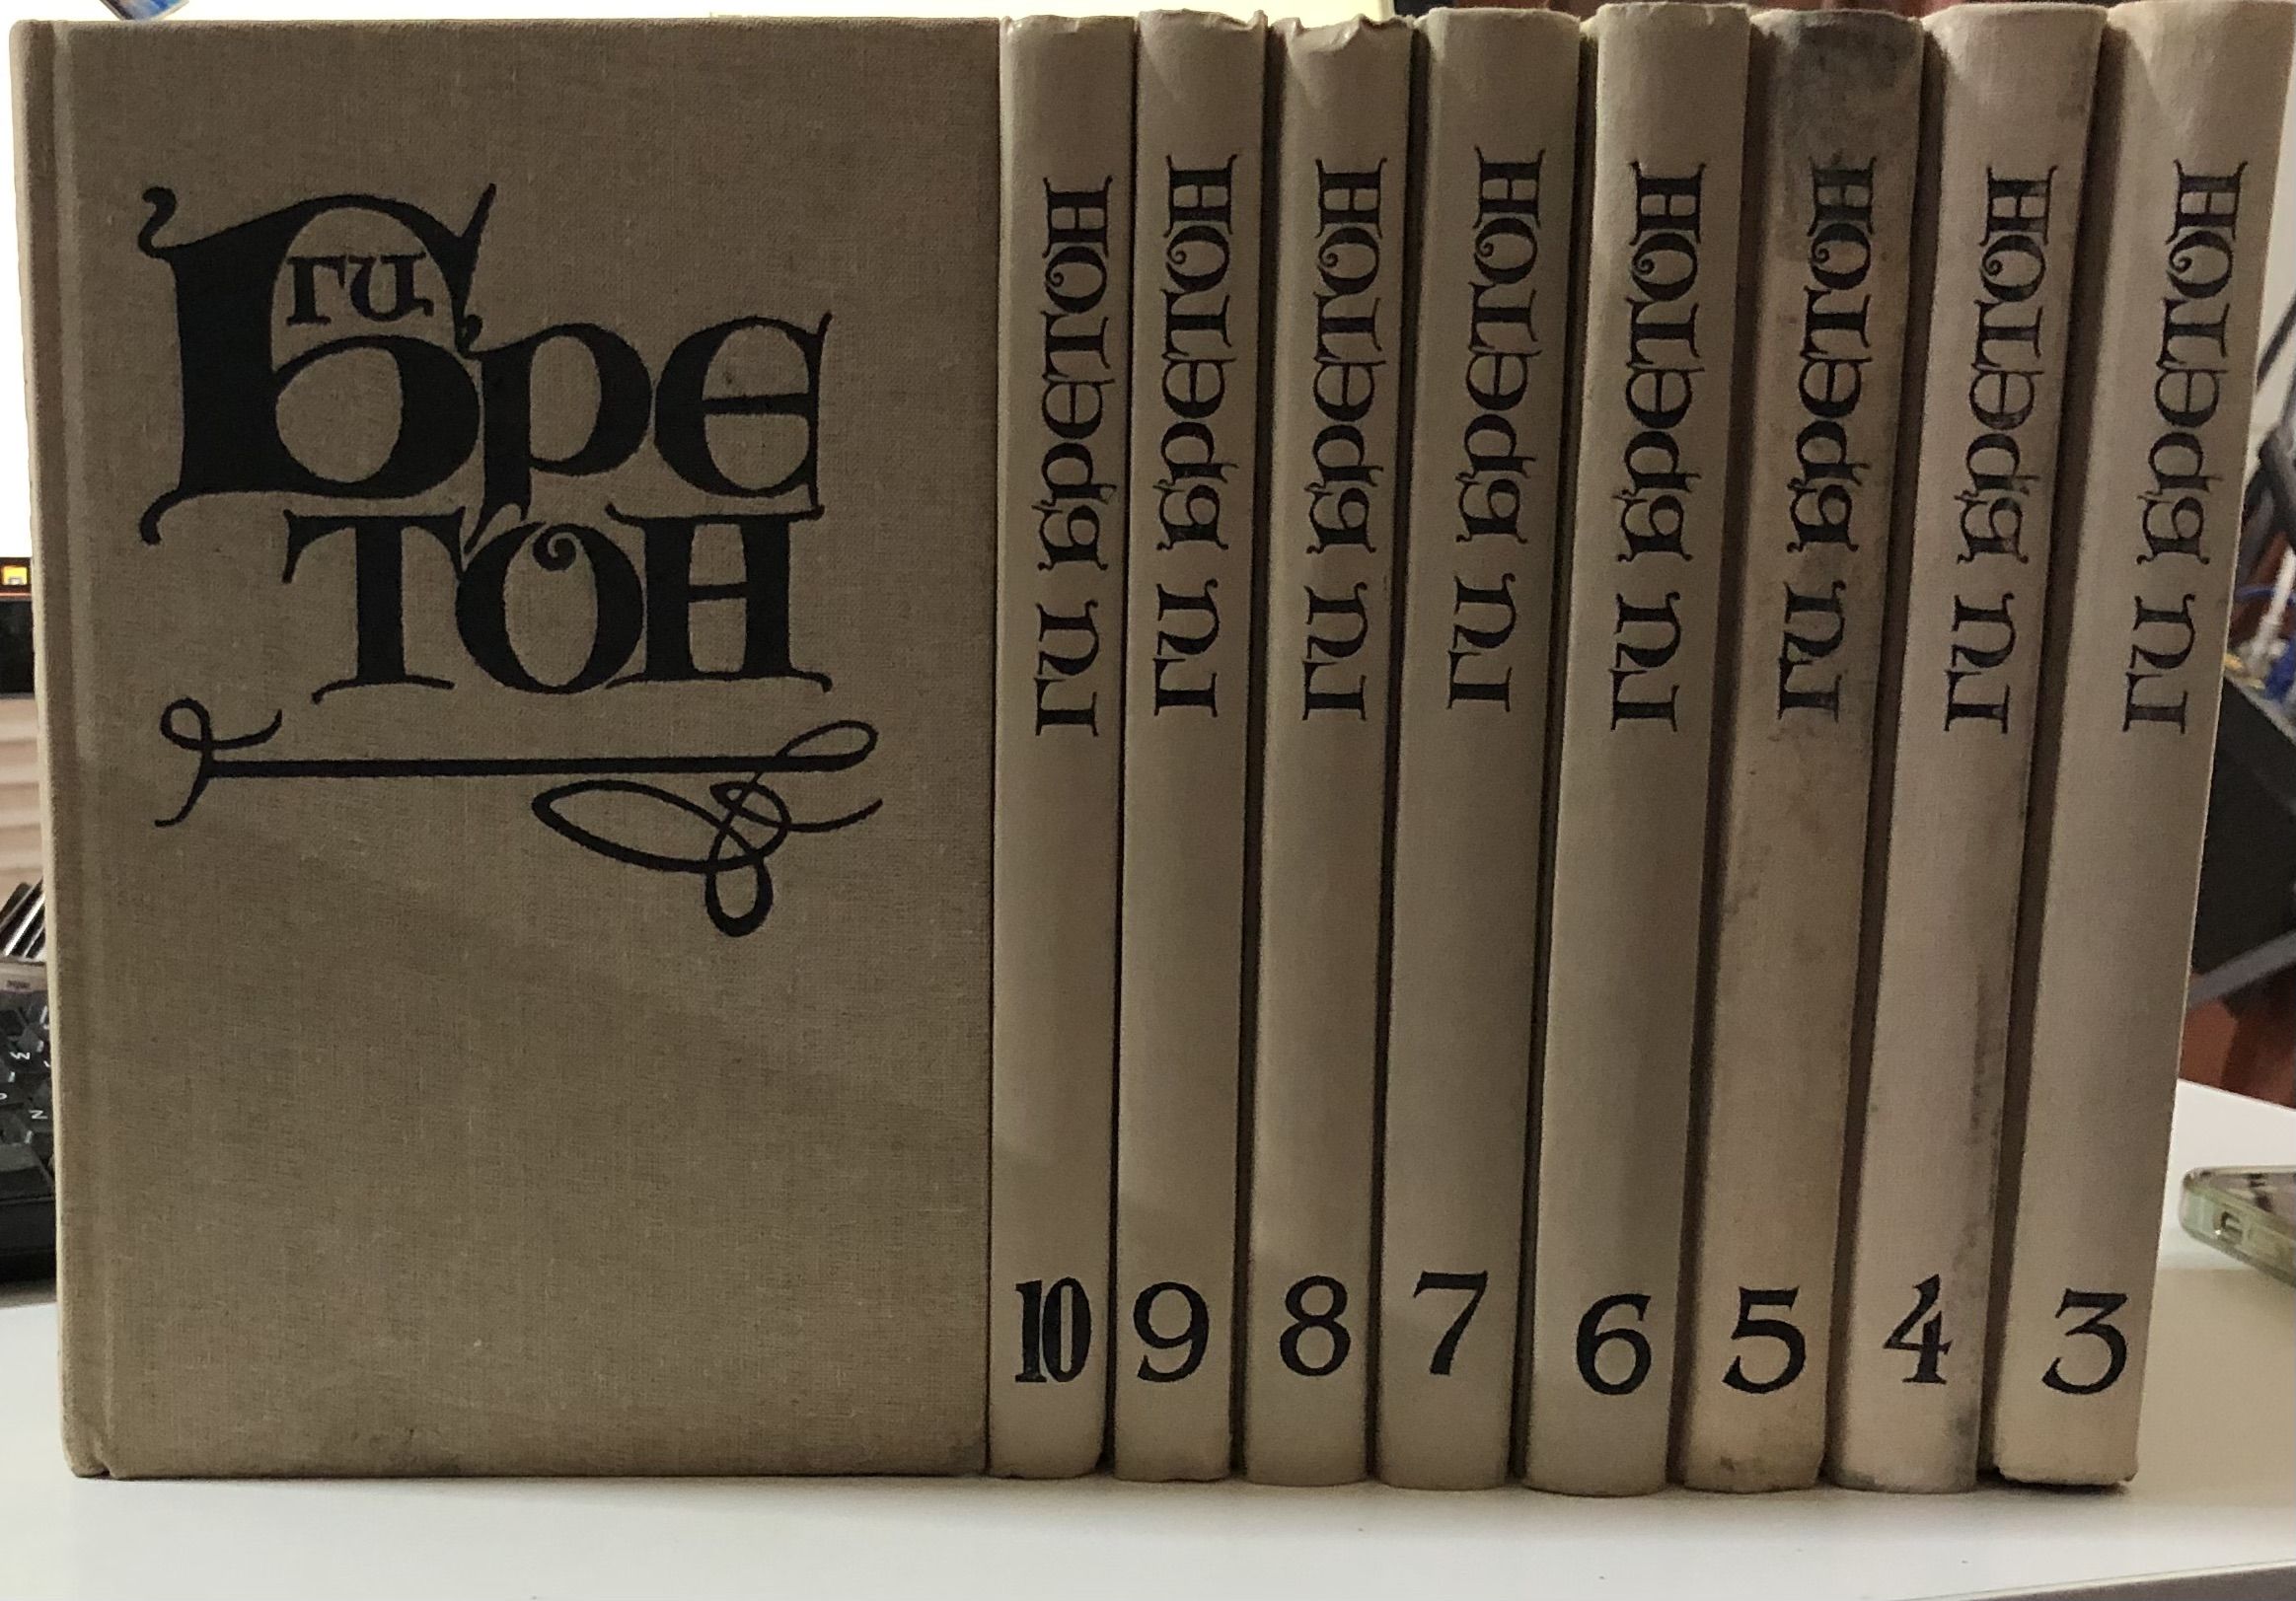 ги
Бре
тон
ги Бретон
10
ги Бретон
9
ги Бретон
8
ги Бретон
7
ги Бретон
6
ги Бретон
5
ги Бретон
4
ги Бретон
3